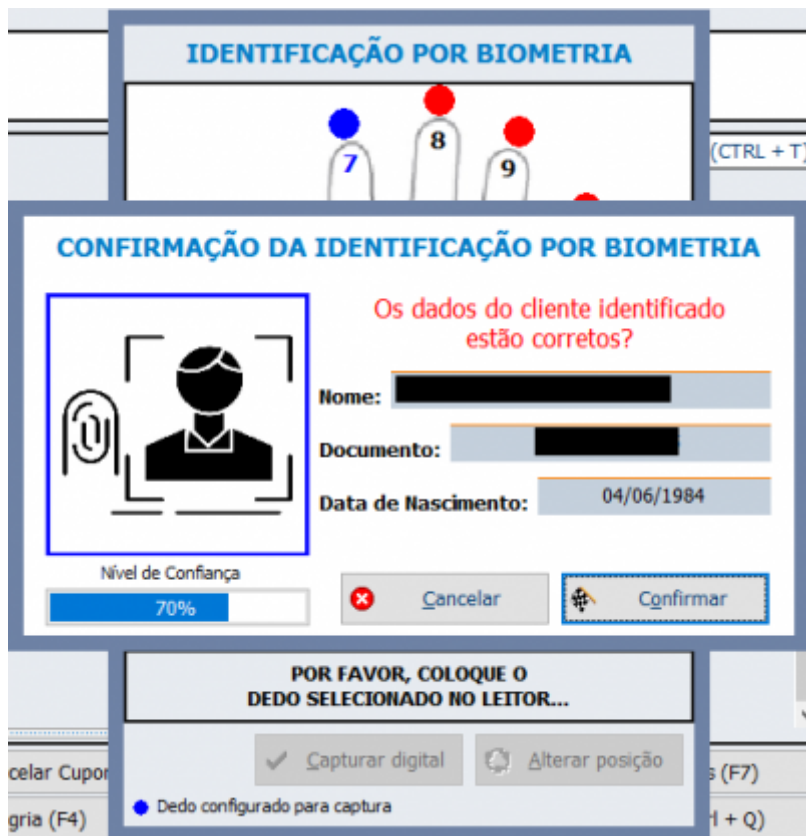 IDENTIFICAÇÃO POR BIOMETRIA
7
8
9
(CTRL + T)
CONFIRMAÇÃO DA IDENTIFICAÇÃO POR BIOMETRIA
Os dados do cliente identificado
estão corretos?
Nome:
Documento:
Data de Nascimento: 04/06/1984
Nível de Confiança
70%
Cancelar
Confirmar
POR FAVOR, COLOQUE O
DEDO SELECIONADO NO LEITOR...
celar Cupor
Capturar digital
Alterar posição
s (F7)
Dedo configurado para captura
gria (F4)
rl + Q)